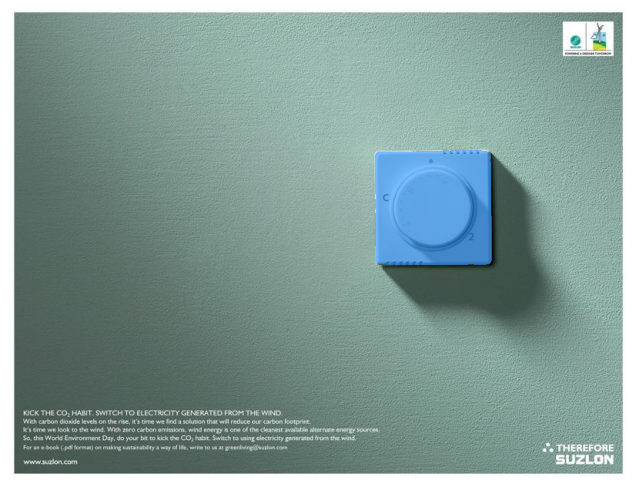 POWERING A GREENER TOMORROW
C
2
KICK THE CO₂ HABIT. SWITCH TO ELECTRICITY GENERATED FROM THE WIND.
With carbon dioxide levels on the rise, it's time we find a solution that will reduce our carbon footprint.
It's time we look to the wind. With zero carbon emissions, wind energy is one of the cleanest available alternate energy sources.
So, this World Environment Day, do your bit to kick the CO₂ habit. Switch to using electricity generated from the wind.
For an e-book (.pdf format) on making sustainability a way of life, write to us at greenliving@suzlon.com
www.suzlon.com
THEREFORE
SUZLON